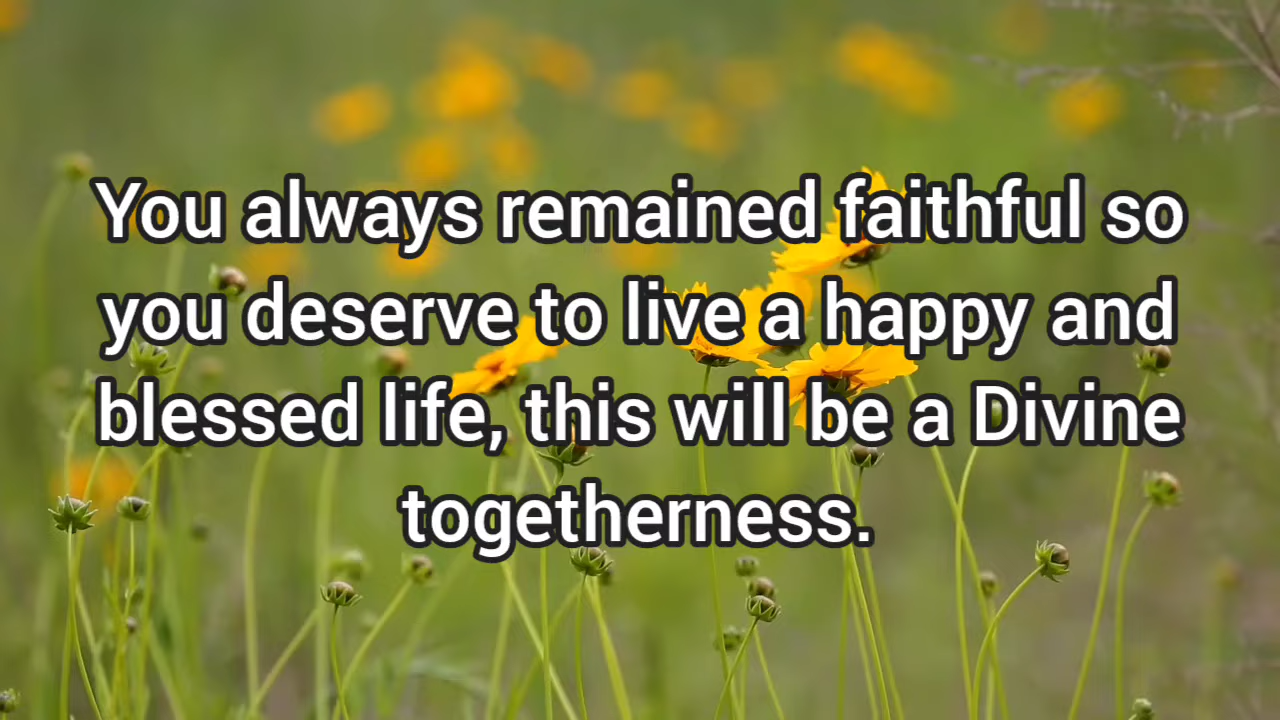 You always remained faithful so
you deserve to live a happy and
blessed life, this will be a Divine
togetherness.